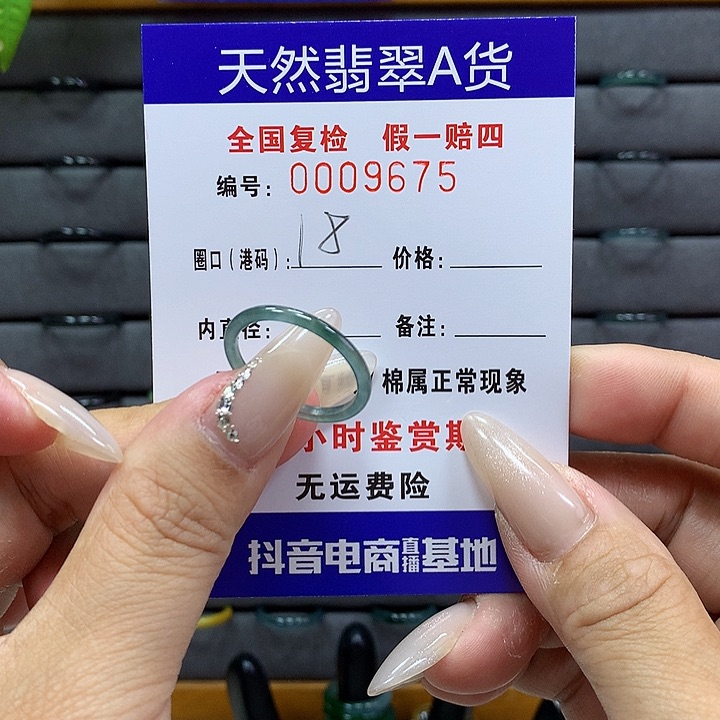 天然翡翠A货
全国复检 假一赔四
编号: 0009675
圈口(港码): 18 价格:
内直径: 备注:
棉属正常现象
小时鉴赏期
无运费险
抖音电商直播基地